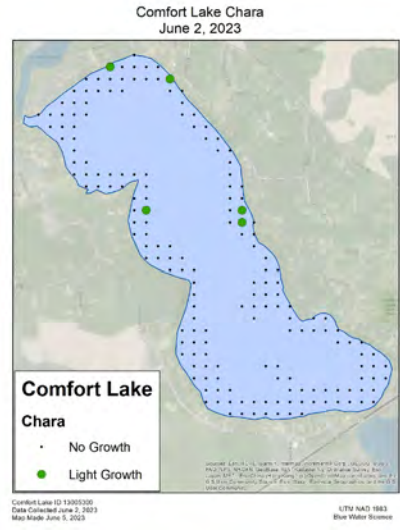 Comfort Lake Chara
June 2, 2023
Comfort Lake
Chara
No Growth
Light Growth
Comfort Lake ID 13005300
Data Collected June 2, 2023
Map Made June 5, 2023
UTM NAD 1983
Blue Water Science